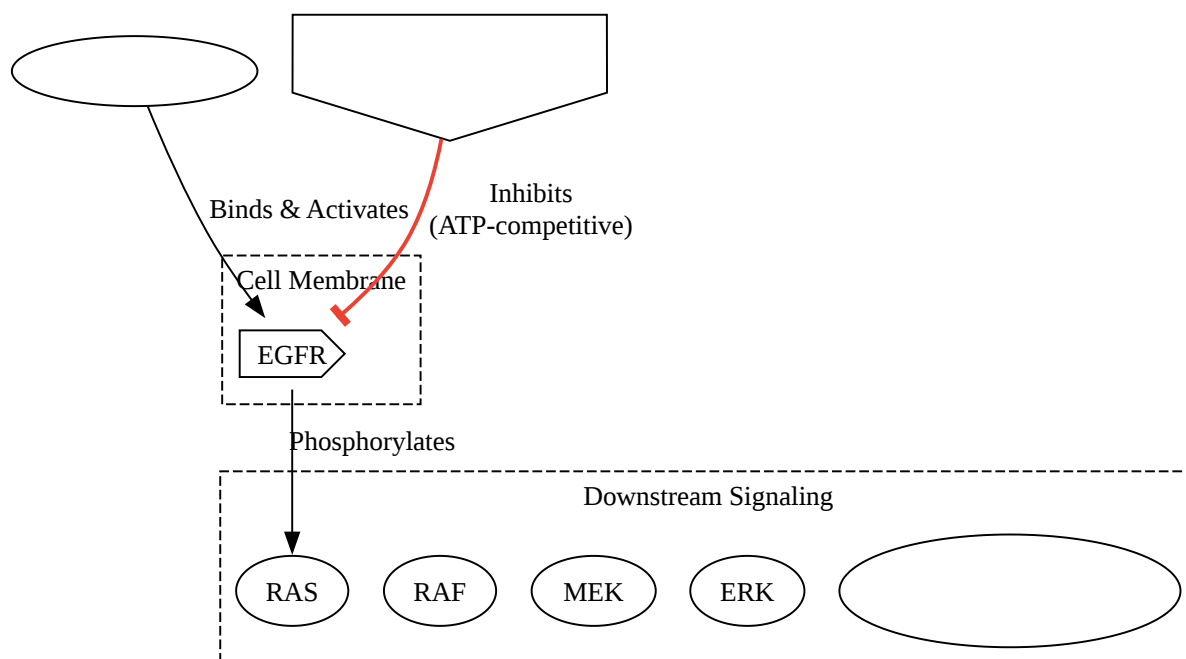 Binds & Activates
Inhibits
(ATP-competitive)
Cell Membrane
EGFR
Phosphorylates
Downstream Signaling
RAS
RAF
MEK
ERK